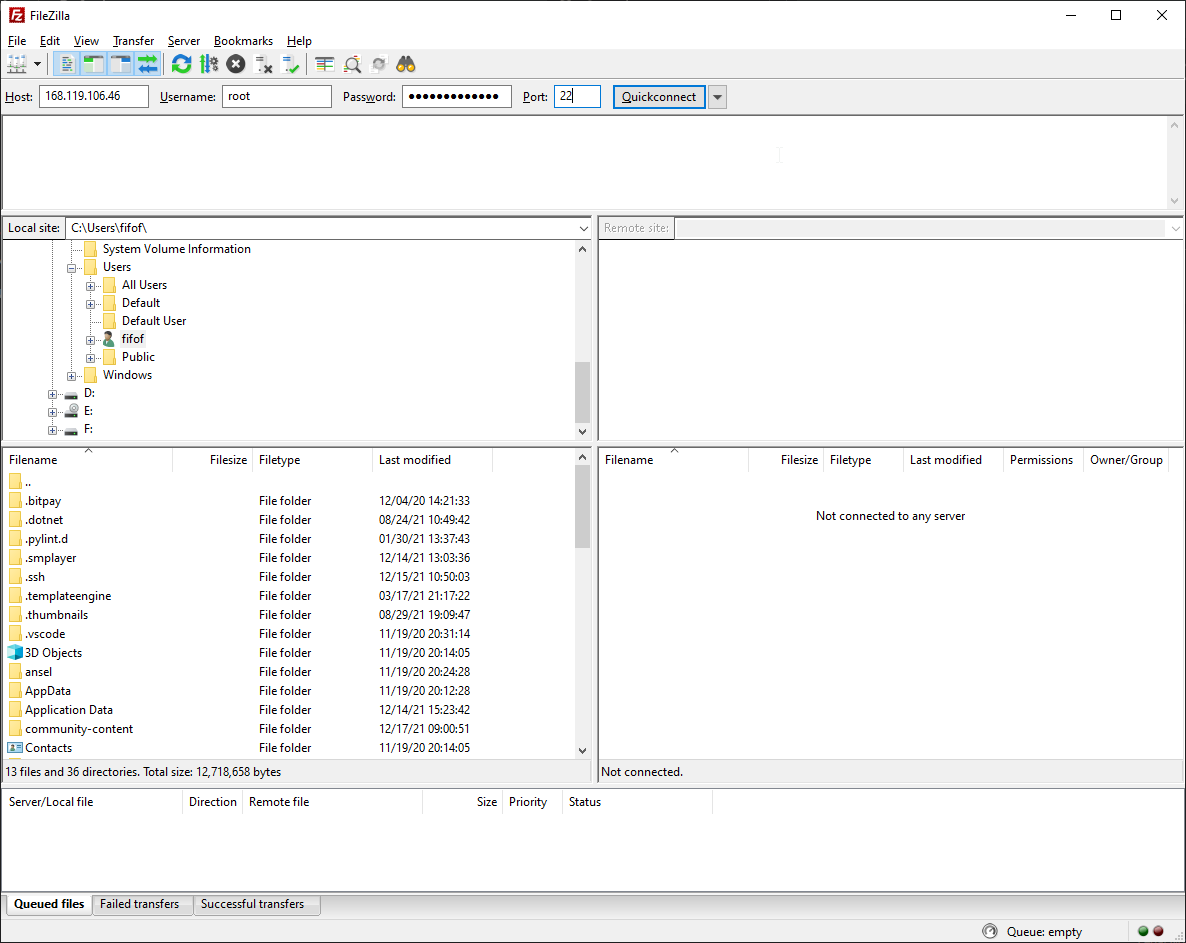 FileZilla
File Edit View Transfer Server Bookmarks Help
Host: 168.119.106.46 Username: root Password: ●●●●●●●●●●●●● Port: 22 Quickconnect
Local site: C:\Users\fifof\
System Volume Information
Users
All Users
Default
Default User
fifof
Public
Windows
D:
E:
F:
Remote site:
Filename Filesize Filetype Last modified
..
.bitpay File folder 12/04/20 14:21:33
.dotnet File folder 08/24/21 10:49:42
.pylint.d File folder 01/30/21 13:37:43
.smplayer File folder 12/14/21 13:03:36
.ssh File folder 12/15/21 10:50:03
.templateengine File folder 03/17/21 21:17:22
.thumbnails File folder 08/29/21 19:09:47
.vscode File folder 11/19/20 20:31:14
3D Objects File folder 11/19/20 20:14:05
ansel File folder 11/19/20 20:24:28
AppData File folder 11/19/20 20:12:28
Application Data File folder 12/14/21 15:23:42
community-content File folder 12/17/21 09:00:51
Contacts File folder 11/19/20 20:14:05
13 files and 36 directories. Total size: 12,718,658 bytes
Filename Filesize Filetype Last modified Permissions Owner/Group
Not connected to any server
Not connected.
Server/Local file Direction Remote file Size Priority Status
Queued files Failed transfers Successful transfers
Queue: empty